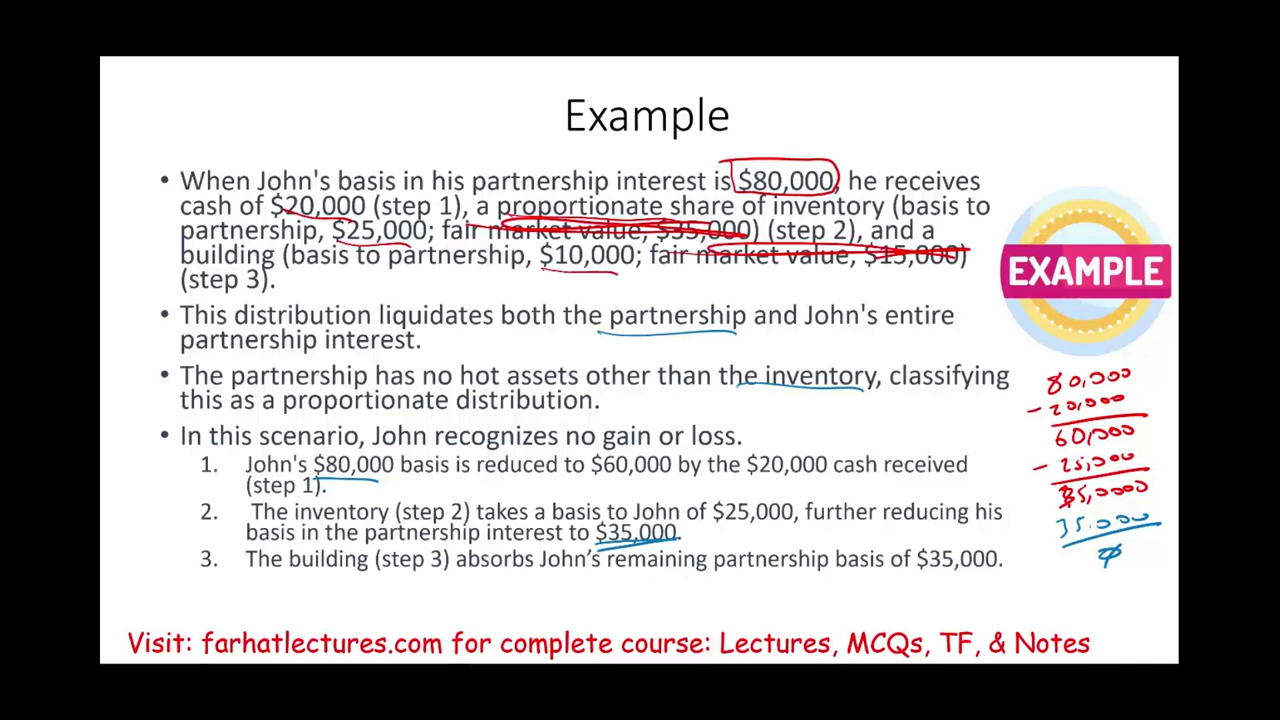 Example
• When John's basis in his partnership interest is $80,000, he receives
cash of $20,000 (step 1), a proportionate share of inventory (basis to
partnership, $25,000; fair market value, $35,000) (step 2), and a
building (basis to partnership, $10,000; fair market value, $15,000)
(step 3).
• This distribution liquidates both the partnership and John's entire
partnership interest.
• The partnership has no hot assets other than the inventory, classifying
this as a proportionate distribution.
• In this scenario, John recognizes no gain or loss.
1. John's $80,000 basis is reduced to $60,000 by the $20,000 cash received
(step 1).
2. The inventory (step 2) takes a basis to John of $25,000, further reducing his
basis in the partnership interest to $35,000.
3. The building (step 3) absorbs John’s remaining partnership basis of $35,000.
EXAMPLE
80,000
- 20,000
60,000
- 25,000
35,0000
35.000
0
Visit: farhatlectures.com for complete course: Lectures, MCQs, TF, & Notes